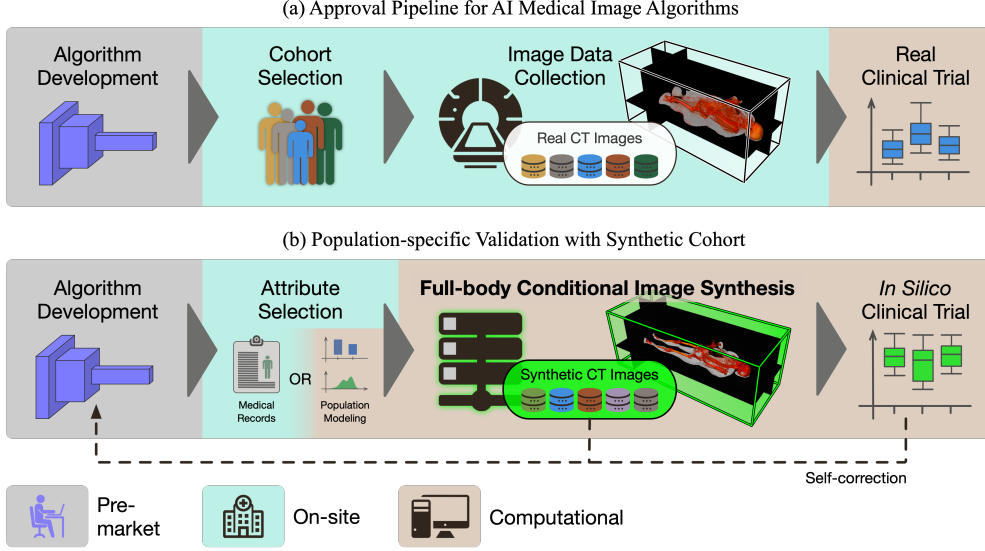 (a) Approval Pipeline for AI Medical Image Algorithms
Algorithm
Development
Cohort
Selection
Image Data
Collection
Real CT Images
Real
Clinical Trial
(b) Population-specific Validation with Synthetic Cohort
Algorithm
Development
Attribute
Selection
Medical
Records
OR
Population
Modeling
Full-body Conditional Image Synthesis
Synthetic CT Images
In Silico
Clinical Trial
Self-correction
Pre-
market
On-site
Computational